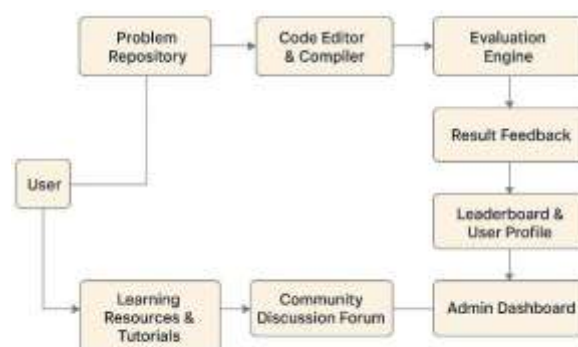 Problem
Repository
Code Editor
& Compiler
Evaluation
Engine
Result Feedback
User
Leaderboard &
User Profile
Learning
Resources &
Tutorials
Community
Discussion Forum
Admin Dashboard